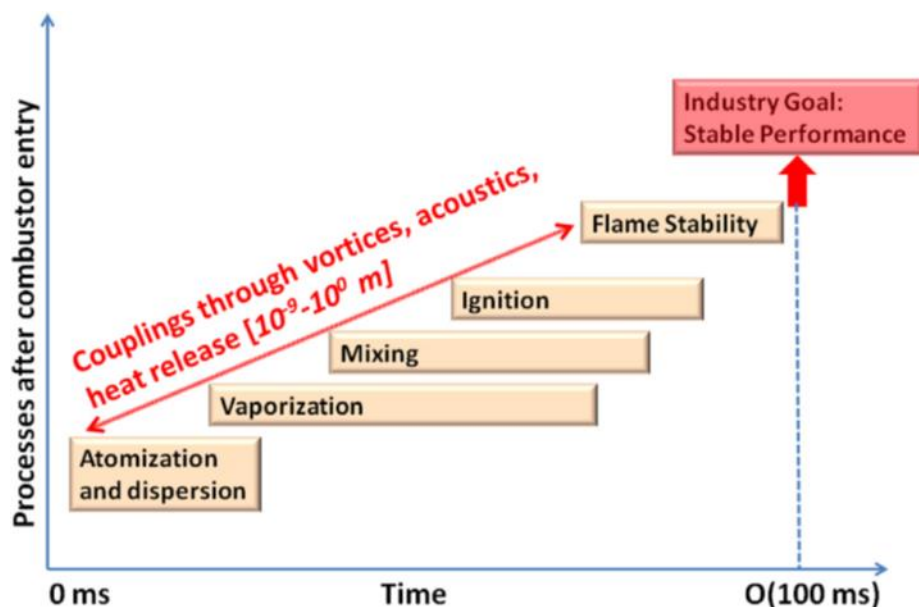 Processes after combustor entry
Industry Goal:
Stable Performance
Couplings through vortices, acoustics,
heat release [10⁻⁹-10⁰ m]
Flame Stability
Ignition
Mixing
Vaporization
Atomization
and dispersion
0 ms
Time
O(100 ms)